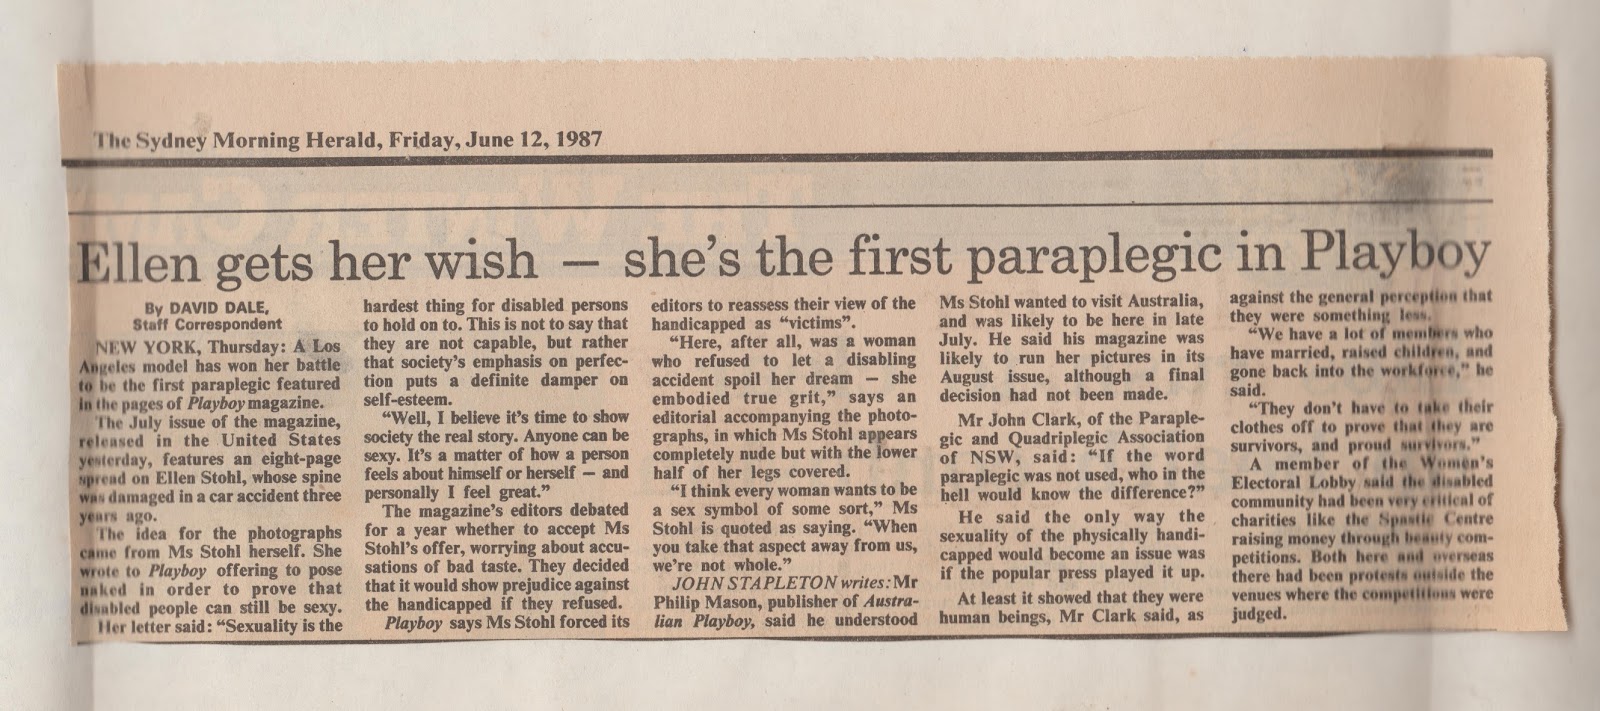 The Sydney Morning Herald, Friday, June 12, 1987
Ellen gets her wish — she's the first paraplegic in Playboy
By DAVID DALE,
Staff Correspondent
NEW YORK, Thursday: A Los
Angeles model has won her battle
to be the first paraplegic featured
in the pages of Playboy magazine.
The July issue of the magazine,
released in the United States
yesterday, features an eight-page
spread on Ellen Stohl, whose spine
was damaged in a car accident three
years ago.
The idea for the photographs
came from Ms Stohl herself. She
wrote to Playboy offering to pose
naked in order to prove that
disabled people can still be sexy.
Her letter said: "Sexuality is the
hardest thing for disabled persons
to hold on to. This is not to say that
they are not capable, but rather
that society's emphasis on perfec-
tion puts a definite damper on
self-esteem.
"Well, I believe it's time to show
society the real story. Anyone can be
sexy. It's a matter of how a person
feels about himself or herself — and
personally I feel great."
The magazine's editors debated
for a year whether to accept Ms
Stohl's offer, worrying about accu-
sations of bad taste. They decided
that it would show prejudice against
the handicapped if they refused.
Playboy says Ms Stohl forced its
editors to reassess their view of the
handicapped as "victims".
"Here, after all, was a woman
who refused to let a disabling
accident spoil her dream — she
embodied true grit," says an
editorial accompanying the photo-
graphs, in which Ms Stohl appears
completely nude but with the lower
half of her legs covered.
"I think every woman wants to be
a sex symbol of some sort," Ms
Stohl is quoted as saying. "When
you take that aspect away from us,
we're not whole."
JOHN STAPLETON writes: Mr
Philip Mason, publisher of Austra-
lian Playboy, said he understood
Ms Stohl wanted to visit Australia,
and was likely to be here in late
July. He said his magazine was
likely to run her pictures in its
August issue, although a final
decision had not been made.
Mr John Clark, of the Paraple-
gic and Quadriplegic Association
of NSW, said: "If the word
paraplegic was not used, who in the
hell would know the difference?"
He said the only way the
sexuality of the physically handi-
capped would become an issue was
if the popular press played it up.
At least it showed that they were
human beings, Mr Clark said, as
against the general perception that
they were something less.
"We have a lot of members who
have married, raised children, and
gone back into the workforce," he
said.
"They don't have to take their
clothes off to prove that they are
survivors, and proud survivors."
A member of the Women's
Electoral Lobby said the disabled
community had been very critical of
charities like the Spastic Centre
raising money through beauty com-
petitions. Both here and overseas
there had been protests outside the
venues where the competitions were
judged.